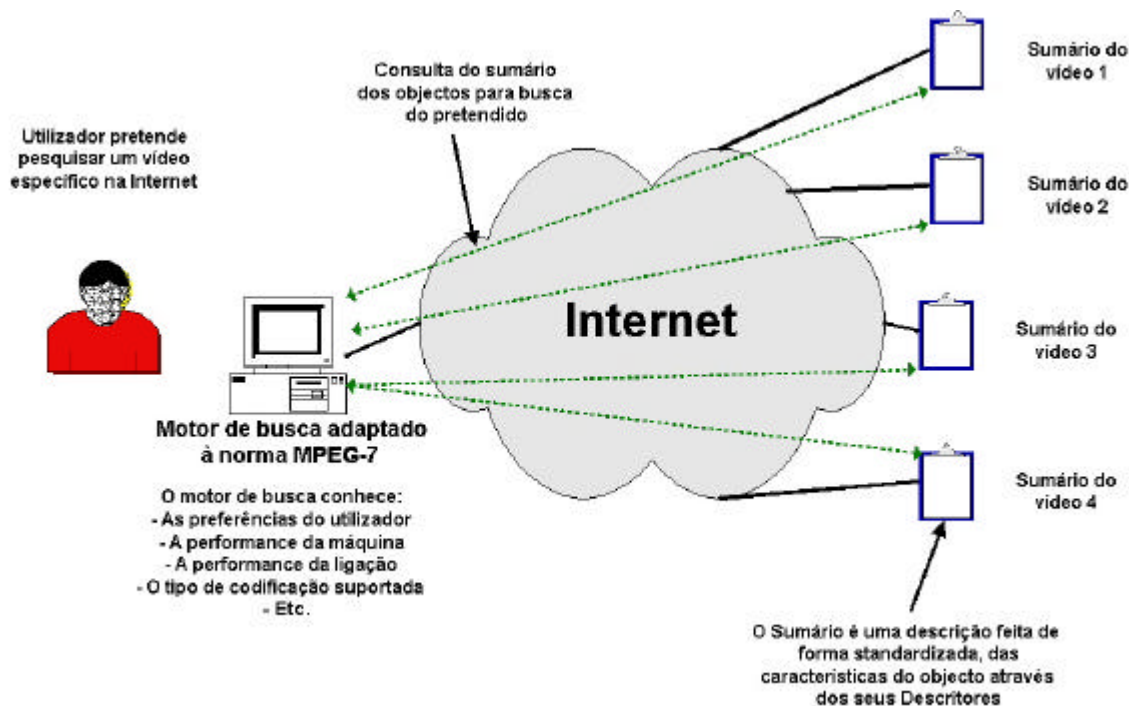 Utilizador pretende
pesquisar um vídeo
específico na Internet
Consulta do sumário
dos objectos para busca
do pretendido
Sumário do
vídeo 1
Sumário do
vídeo 2
Internet
Sumário do
vídeo 3
Motor de busca adaptado
à norma MPEG-7
Sumário do
vídeo 4
O motor de busca conhece:
- As preferências do utilizador
- A performance da máquina
- A performance da ligação
- O tipo de codificação suportada
- Etc.
O Sumário é uma descrição feita de
forma standardizada, das
características do objecto através
dos seus Descritores